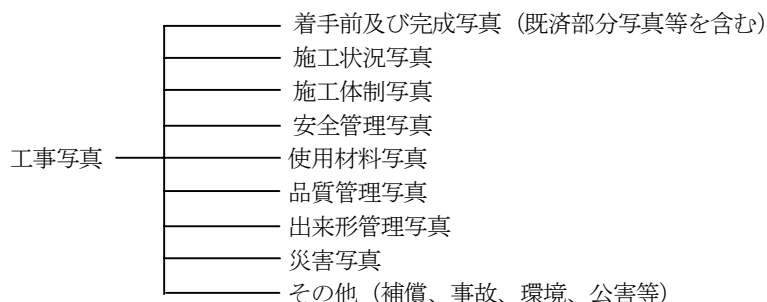 着手前及び完成写真（既済部分写真等を含む）
施工状況写真
施工体制写真
安全管理写真
工事写真
使用材料写真
品質管理写真
出来形管理写真
災害写真
その他（補償、事故、環境、公害等）